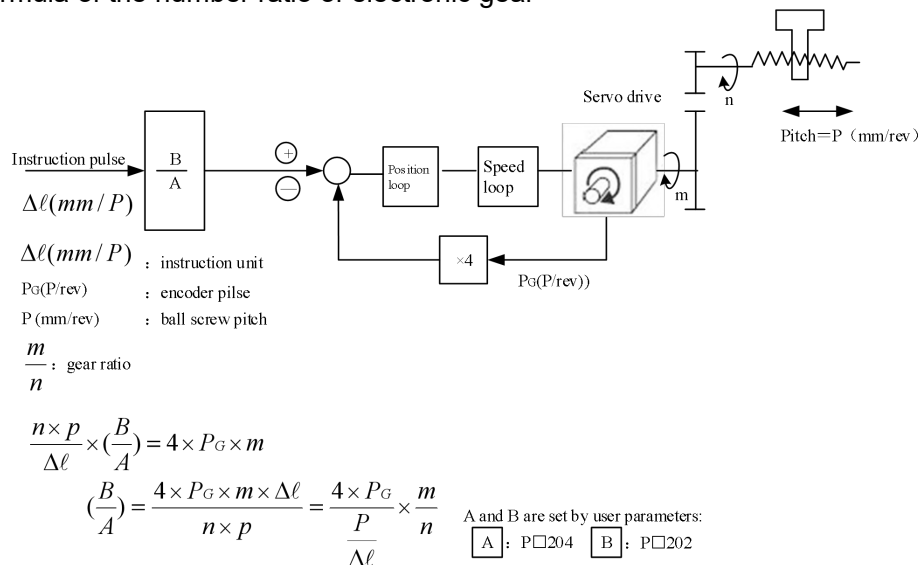 ormula of the number ratio of electronic gear
Servo drive
n
Pitch=P (mm/rev)
Instruction pulse
B
A
+
—
Position
loop
Speed
loop
m
Δℓ(mm/P)
×4
PG(P/rev))
Δℓ(mm/P) : instruction unit
PG(P/rev) : encoder pilse
P (mm/rev) : ball screw pitch
m/n : gear ratio
n×p/Δℓ×(B/A)=4×PG×m
(B/A)=4×PG×m×Δℓ/n×p=4×PG/(P/Δℓ)×m/n
A and B are set by user parameters:
A : P□204 B : P□202